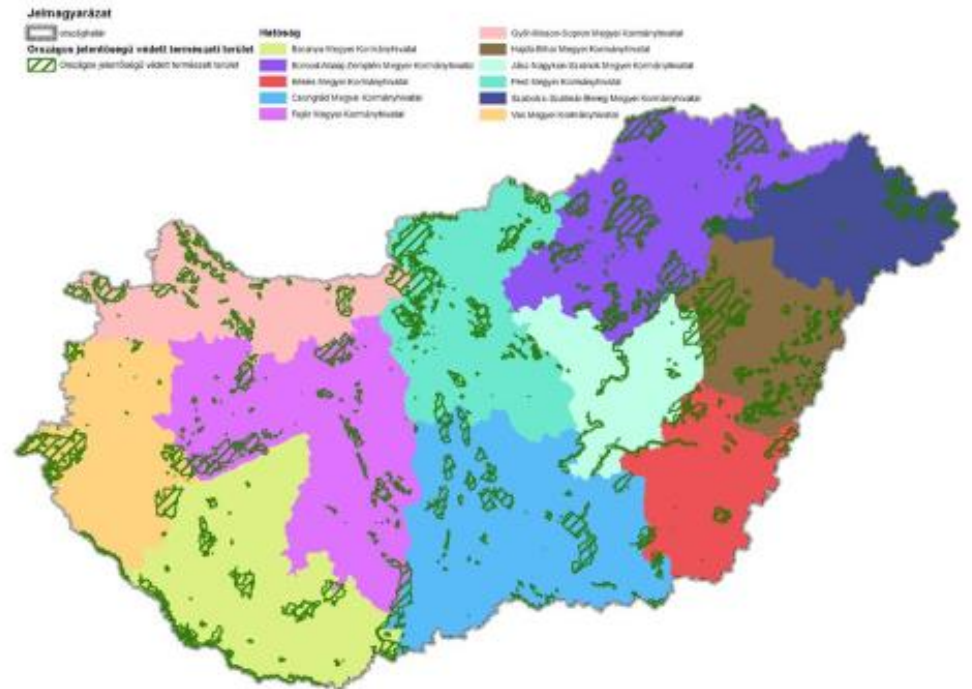 Jelmagyarázat
országhatár
Országos jelentőségű védett természeti terület
Országos jelentőségű védett természeti terület
Hatóság
Baranya Megyei Kormányhivatal
Borsod-Abaúj-Zemplén Megyei Kormányhivatal
Békés Megyei Kormányhivatal
Csongrád Megyei Kormányhivatal
Fejér Megyei Kormányhivatal
Győr-Moson-Sopron Megyei Kormányhivatal
Hajdú-Bihar Megyei Kormányhivatal
Jász-Nagykun-Szolnok Megyei Kormányhivatal
Pest Megyei Kormányhivatal
Szabolcs-Szatmár-Bereg Megyei Kormányhivatal
Vas Megyei Kormányhivatal